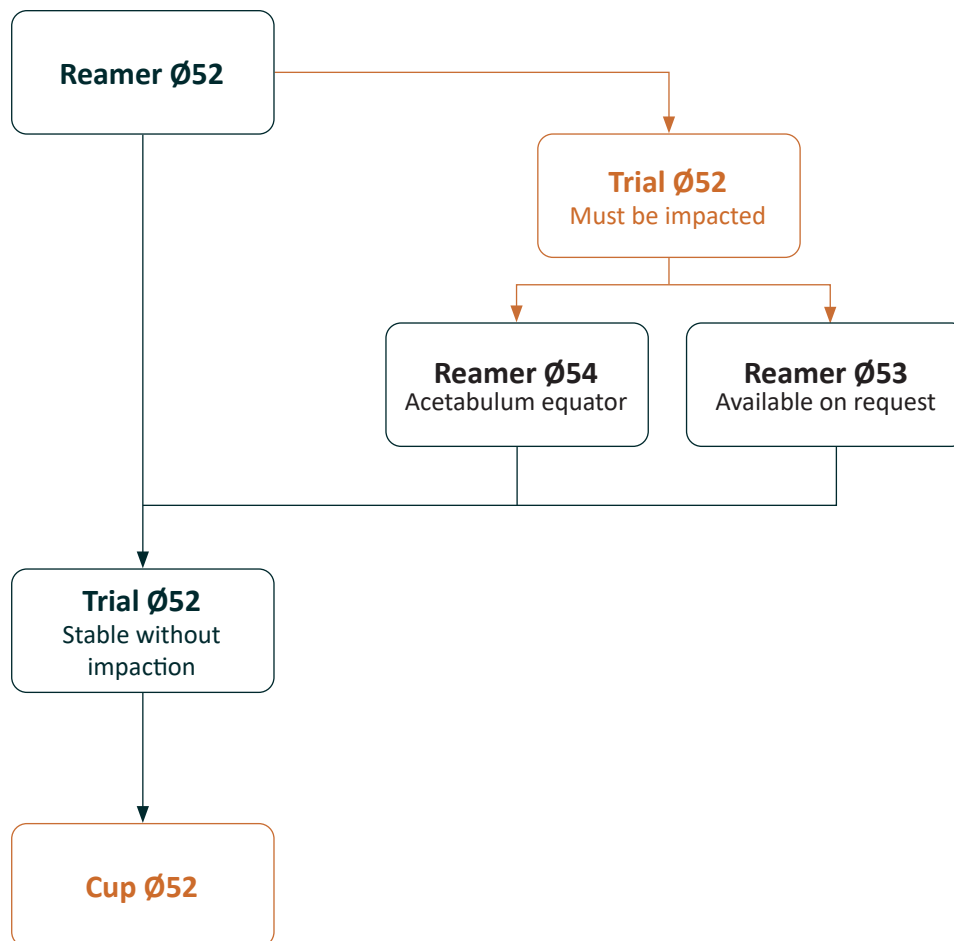 Reamer Ø52
Trial Ø52
Must be impacted
Reamer Ø54
Acetabulum equator
Reamer Ø53
Available on request
Trial Ø52
Stable without
impaction
Cup Ø52